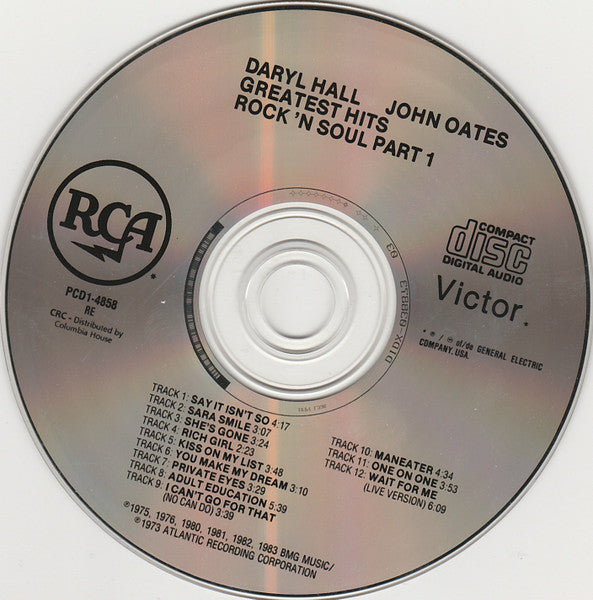 DARYL HALL JOHN OATES
GREATEST HITS
ROCK 'N SOUL PART 1
RCA
PCD1-4858
RE
CRC - Distributed by
Columbia House
COMPACT
disc
DIGITAL AUDIO
Victor.
of/de GENERAL ELECTRIC
COMPANY, USA.
TRACK 1: SAY IT ISN'T SO 4:17
TRACK 2: SARA SMILE 3:07
TRACK 3: SHE'S GONE 3:24
TRACK 4: RICH GIRL 2:23
TRACK 5: KISS ON MY LIST 3:48
TRACK 6: YOU MAKE MY DREAM 3:10
TRACK 7: PRIVATE EYES 3:29
TRACK 8: ADULT EDUCATION 5:39
TRACK 9: I CAN'T GO FOR THAT
(NO CAN DO) 3:39
TRACK 10: MANEATER 4:34
TRACK 11: ONE ON ONE 3:53
TRACK 12: WAIT FOR ME
(LIVE VERSION) 6:09
℗1975, 1976, 1980, 1981, 1982, 1983 BMG MUSIC/
℗1973 ATLANTIC RECORDING CORPORATION